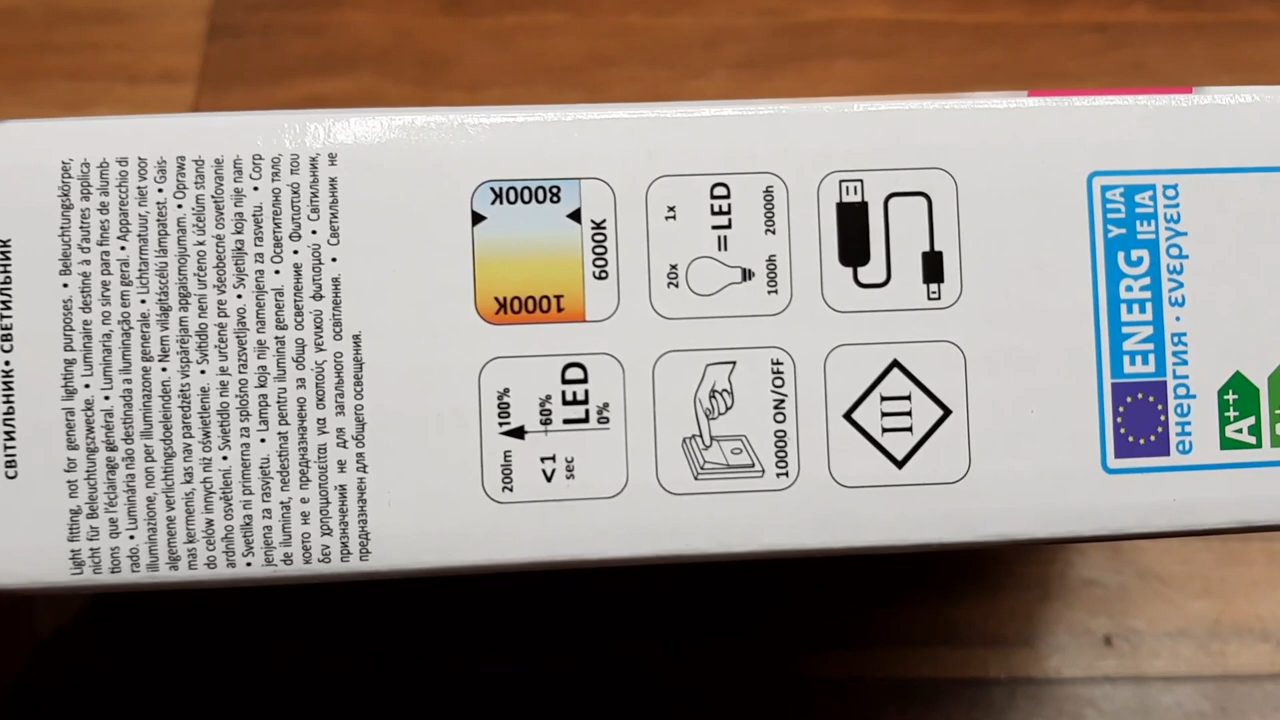 СВІТИЛЬНИК• СВЕТИЛЬНИК
Light fitting, not for general lighting purposes. • Beleuchtungskörper,
nicht für Beleuchtungszwecke. • Luminaire destiné à d'autres applica-
tions que l'éclairage général. • Luminaria, no sirve para fines de alumb-
rado. • Luminária não destinada a iluminação em geral. • Apparecchio di
illuminazione, non per illuminazone generale. • Lichtarmatuur, niet voor
algemene verlichtingsdoeleinden. • Nem világításcélú lámpatest. • Gais-
mas kermenis, kas nav paredzēts vispārējam apgaismojumam. • Oprawa
do celów innych niż oświetlenie. • Svítidlo není určeno k účelům stand-
ardního osvětlení. • Svietidlo nie je určené pre všeobecné osvetľovanie.
• Svetilka ni primerna za splošno razsvetljavo. • Svjetiljka koja nije nam-
jenjena za rasvjetu. • Lampa koja nije namenjena za rasvetu. • Corp
de iluminat, nedestinat pentru iluminat general. • Осветително тяло,
което не е предназначено за общо осветление • Φωτιστικό που
δεν χρησιμοποιείται για σκοπούς γενικού φωτισμού • Світильник,
призначений не для загального освітлення. • Светильник не
предназначен для общего освещения.
200lm 100%
<1 60%
sec LED
0%
1000K 8000K
6000K
10000 ON/OFF
20x 1x
=LED
1000h 20000h
III
ENERG Y IJA
IE IA
енергия · ενεργεια
A++